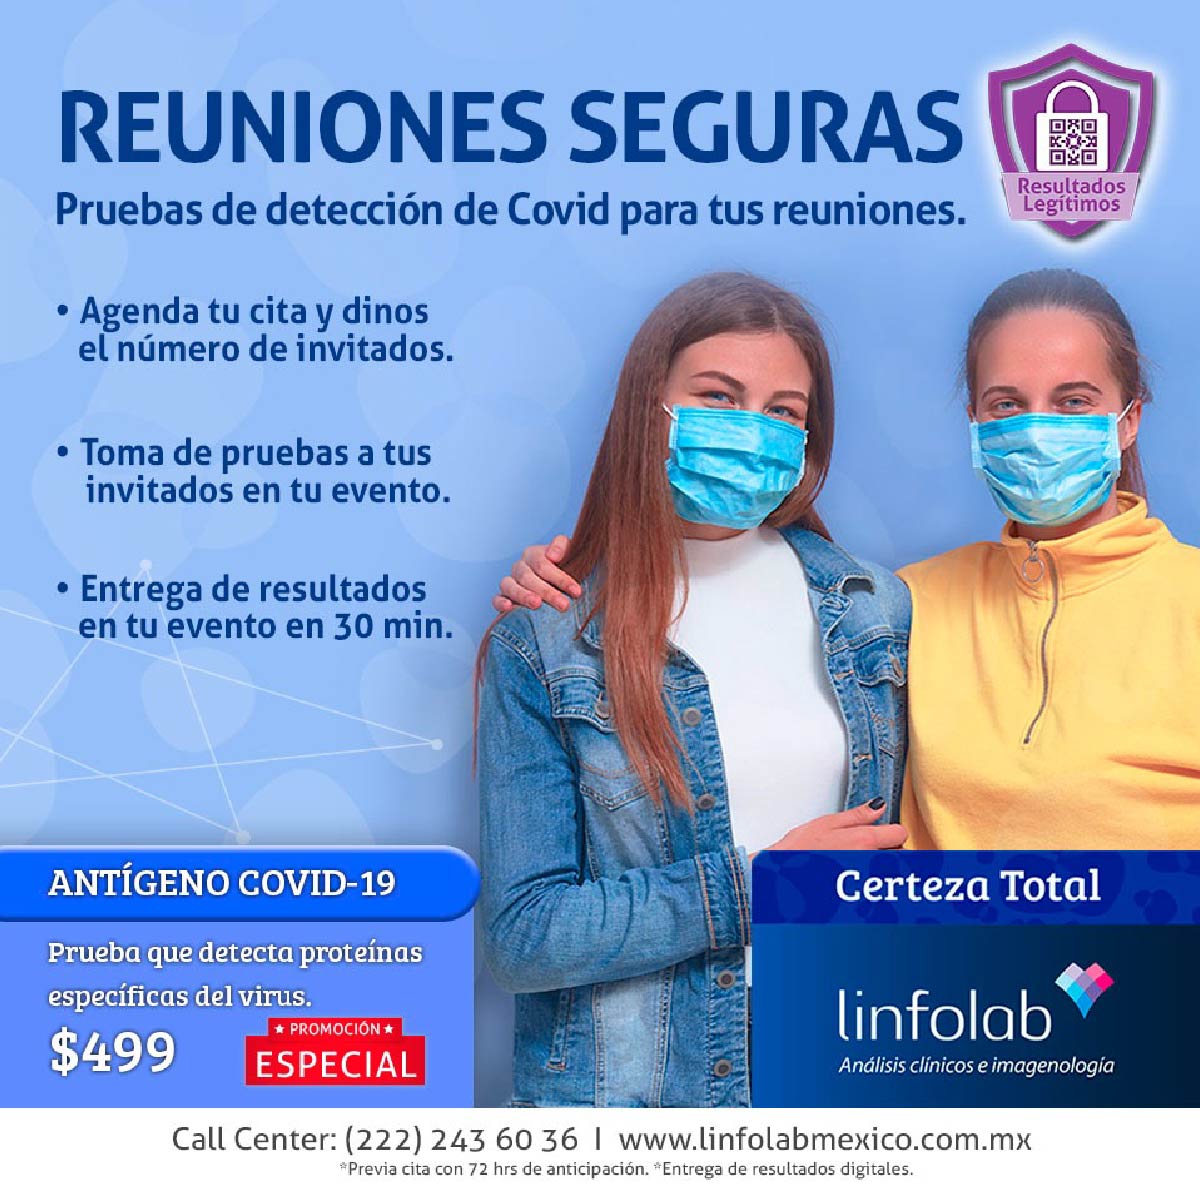 REUNIONES SEGURAS
Pruebas de detección de Covid para tus reuniones.
Resultados
Legítimos
• Agenda tu cita y dinos
el número de invitados.
• Toma de pruebas a tus
invitados en tu evento.
• Entrega de resultados
en tu evento en 30 min.
ANTÍGENO COVID-19
Prueba que detecta proteínas
específicas del virus.
$499
★ PROMOCIÓN ★
ESPECIAL
Certeza Total
linfolab
Análisis clínicos e imagenología
Call Center: (222) 243 60 36 | www.linfolabmexico.com.mx
*Previa cita con 72 hrs de anticipación. *Entrega de resultados digitales.